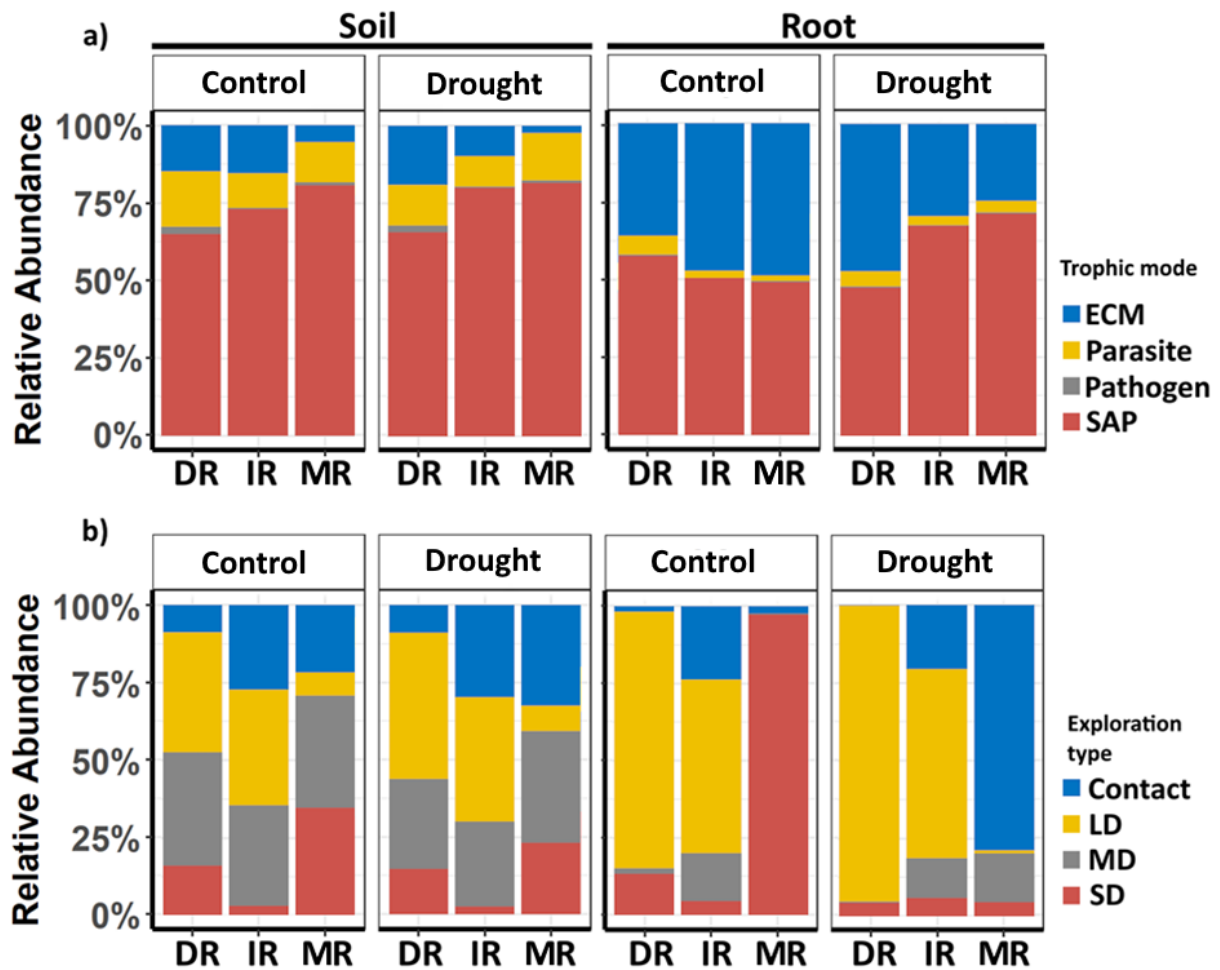 a)
Soil Root
Control Drought Control Drought
Relative Abundance
100%
75%
50%
25%
0%
DR IR MR DR IR MR DR IR MR DR IR MR
Trophic mode
ECM
Parasite
Pathogen
SAP
b)
Control Drought Control Drought
Relative Abundance
100%
75%
50%
25%
0%
DR IR MR DR IR MR DR IR MR DR IR MR
Exploration
type
Contact
LD
MD
SD